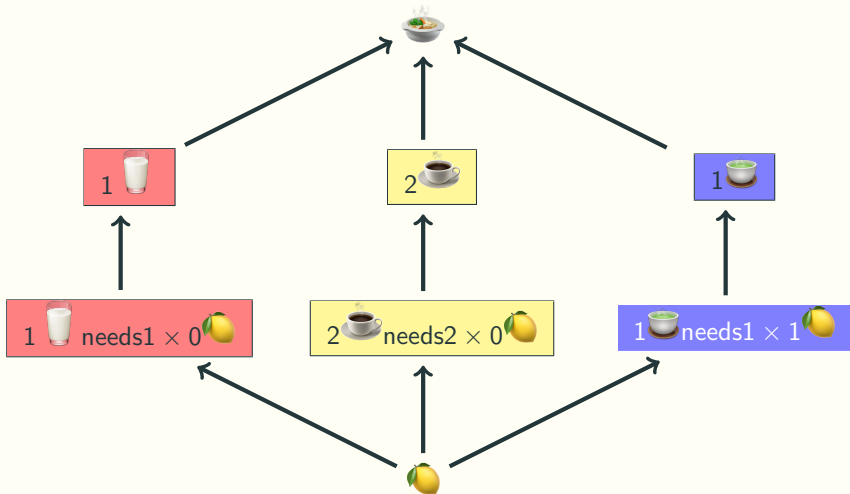 1 🥛
2 ☕
1 🍵
1 🥛 needs1 × 0 🍋
2 ☕ needs2 × 0 🍋
1 🍵 needs1 × 1 🍋